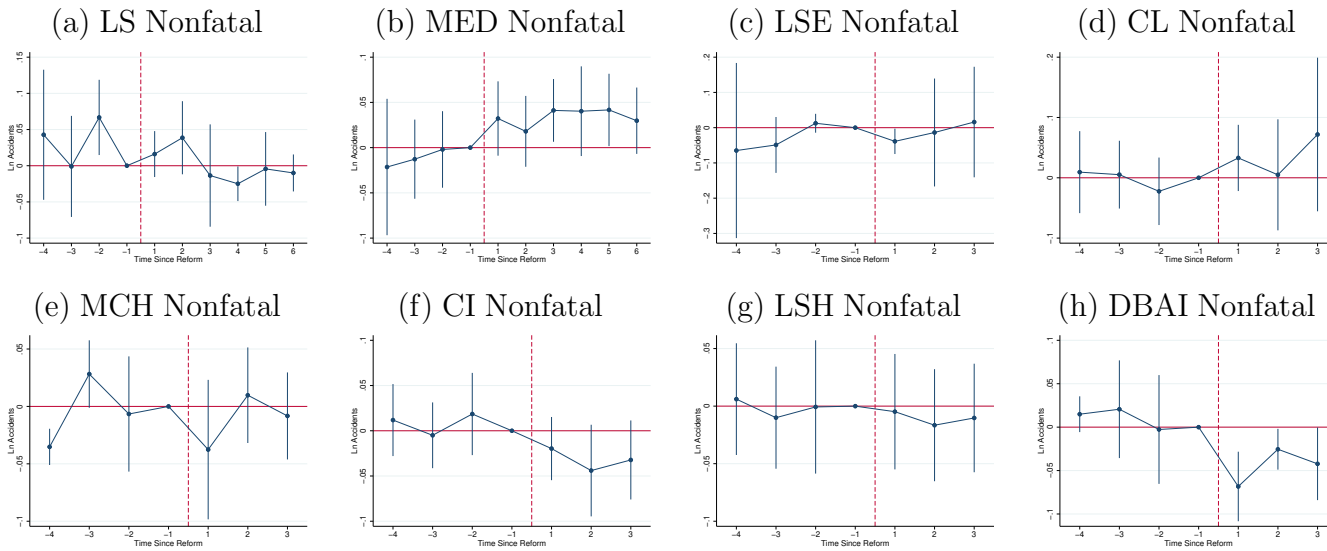 (a) LS Nonfatal
(b) MED Nonfatal
(c) LSE Nonfatal
(d) CL Nonfatal
Ln Accidents
.15
.1
.05
0
-.05
-.1
-4 -3 -2 -1 1 2 3 4 5 6
Time Since Reform
Ln Accidents
.1
.05
0
-.05
-.1
-4 -3 -2 -1 1 2 3 4 5 6
Time Since Reform
Ln Accidents
.2
.1
0
-.1
-.2
-.3
-4 -3 -2 -1 1 2 3
Time Since Reform
Ln Accidents
.2
.1
0
-.1
-4 -3 -2 -1 1 2 3
Time Since Reform
(e) MCH Nonfatal
(f) CI Nonfatal
(g) LSH Nonfatal
(h) DBAI Nonfatal
Ln Accidents
.05
0
-.05
-.1
-4 -3 -2 -1 1 2 3
Time Since Reform
Ln Accidents
.1
.05
0
-.05
-.1
-4 -3 -2 -1 1 2 3
Time Since Reform
Ln Accidents
.05
0
-.05
-.1
-4 -3 -2 -1 1 2 3
Time Since Reform
Ln Accidents
.1
.05
0
-.05
-.1
-4 -3 -2 -1 1 2 3
Time Since Reform